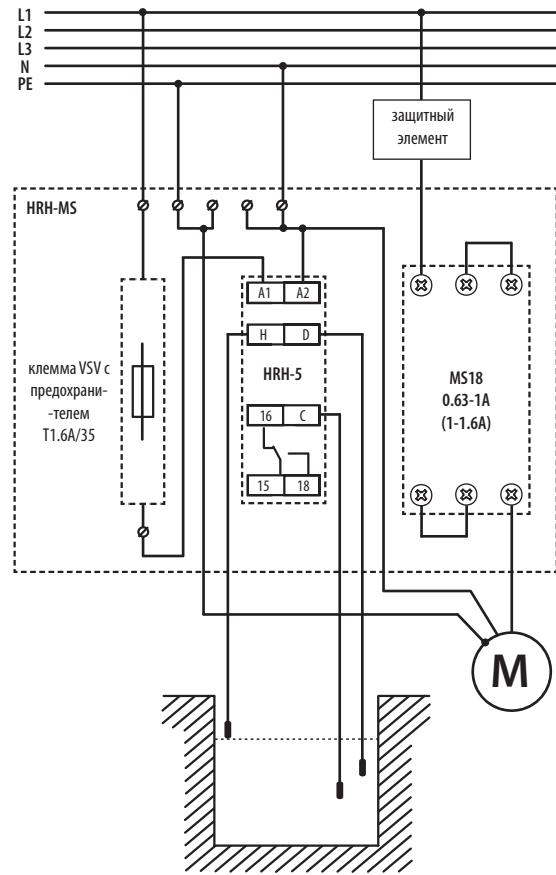 L1
L2
L3
N
PE
защитный
элемент
HRH-MS
A1 A2
H D
клемма VSV с
предохрани-
-телем
T1.6A/35
HRH-5
MS18
0.63-1A
(1-1.6A)
16 C
15 18
M